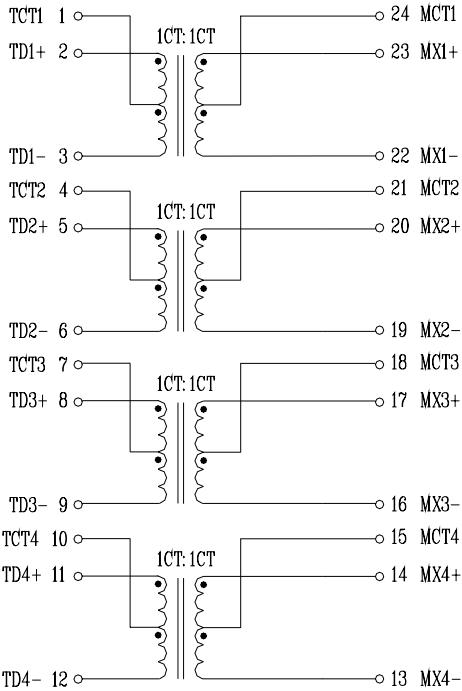 TCT1 1 24 MCT1
1CT:1CT
TD1+ 2 23 MX1+
TD1- 3 22 MX1-
TCT2 4 21 MCT2
1CT:1CT
TD2+ 5 20 MX2+
TD2- 6 19 MX2-
TCT3 7 18 MCT3
1CT:1CT
TD3+ 8 17 MX3+
TD3- 9 16 MX3-
TCT4 10 15 MCT4
1CT:1CT
TD4+ 11 14 MX4+
TD4- 12 13 MX4-